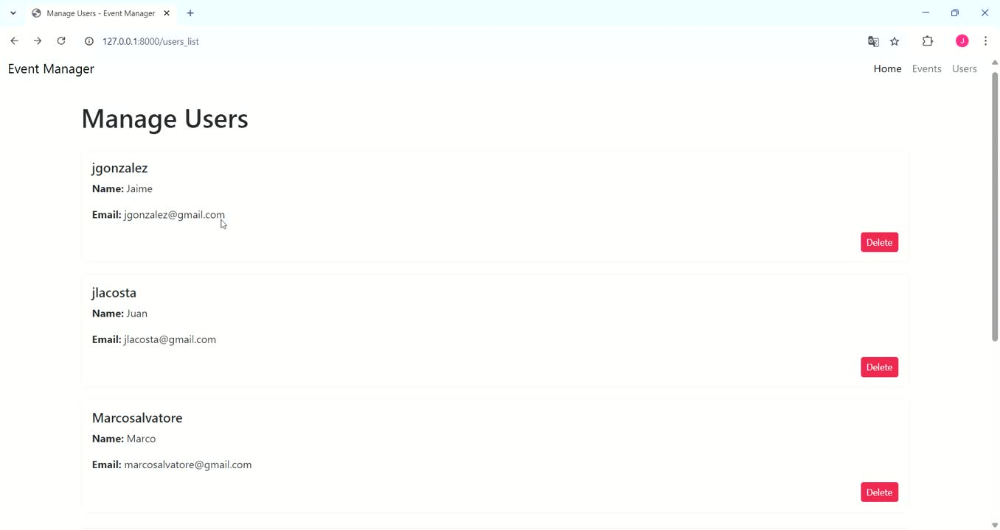 Manage Users - Event Manager
127.0.0.1:8000/users_list
J
Event Manager
Home Events Users
Manage Users
jgonzalez
Name: Jaime
Email: jgonzalez@gmail.com
Delete
jlacosta
Name: Juan
Email: jlacosta@gmail.com
Delete
Marcosalvatore
Name: Marco
Email: marcosalvatore@gmail.com
Delete